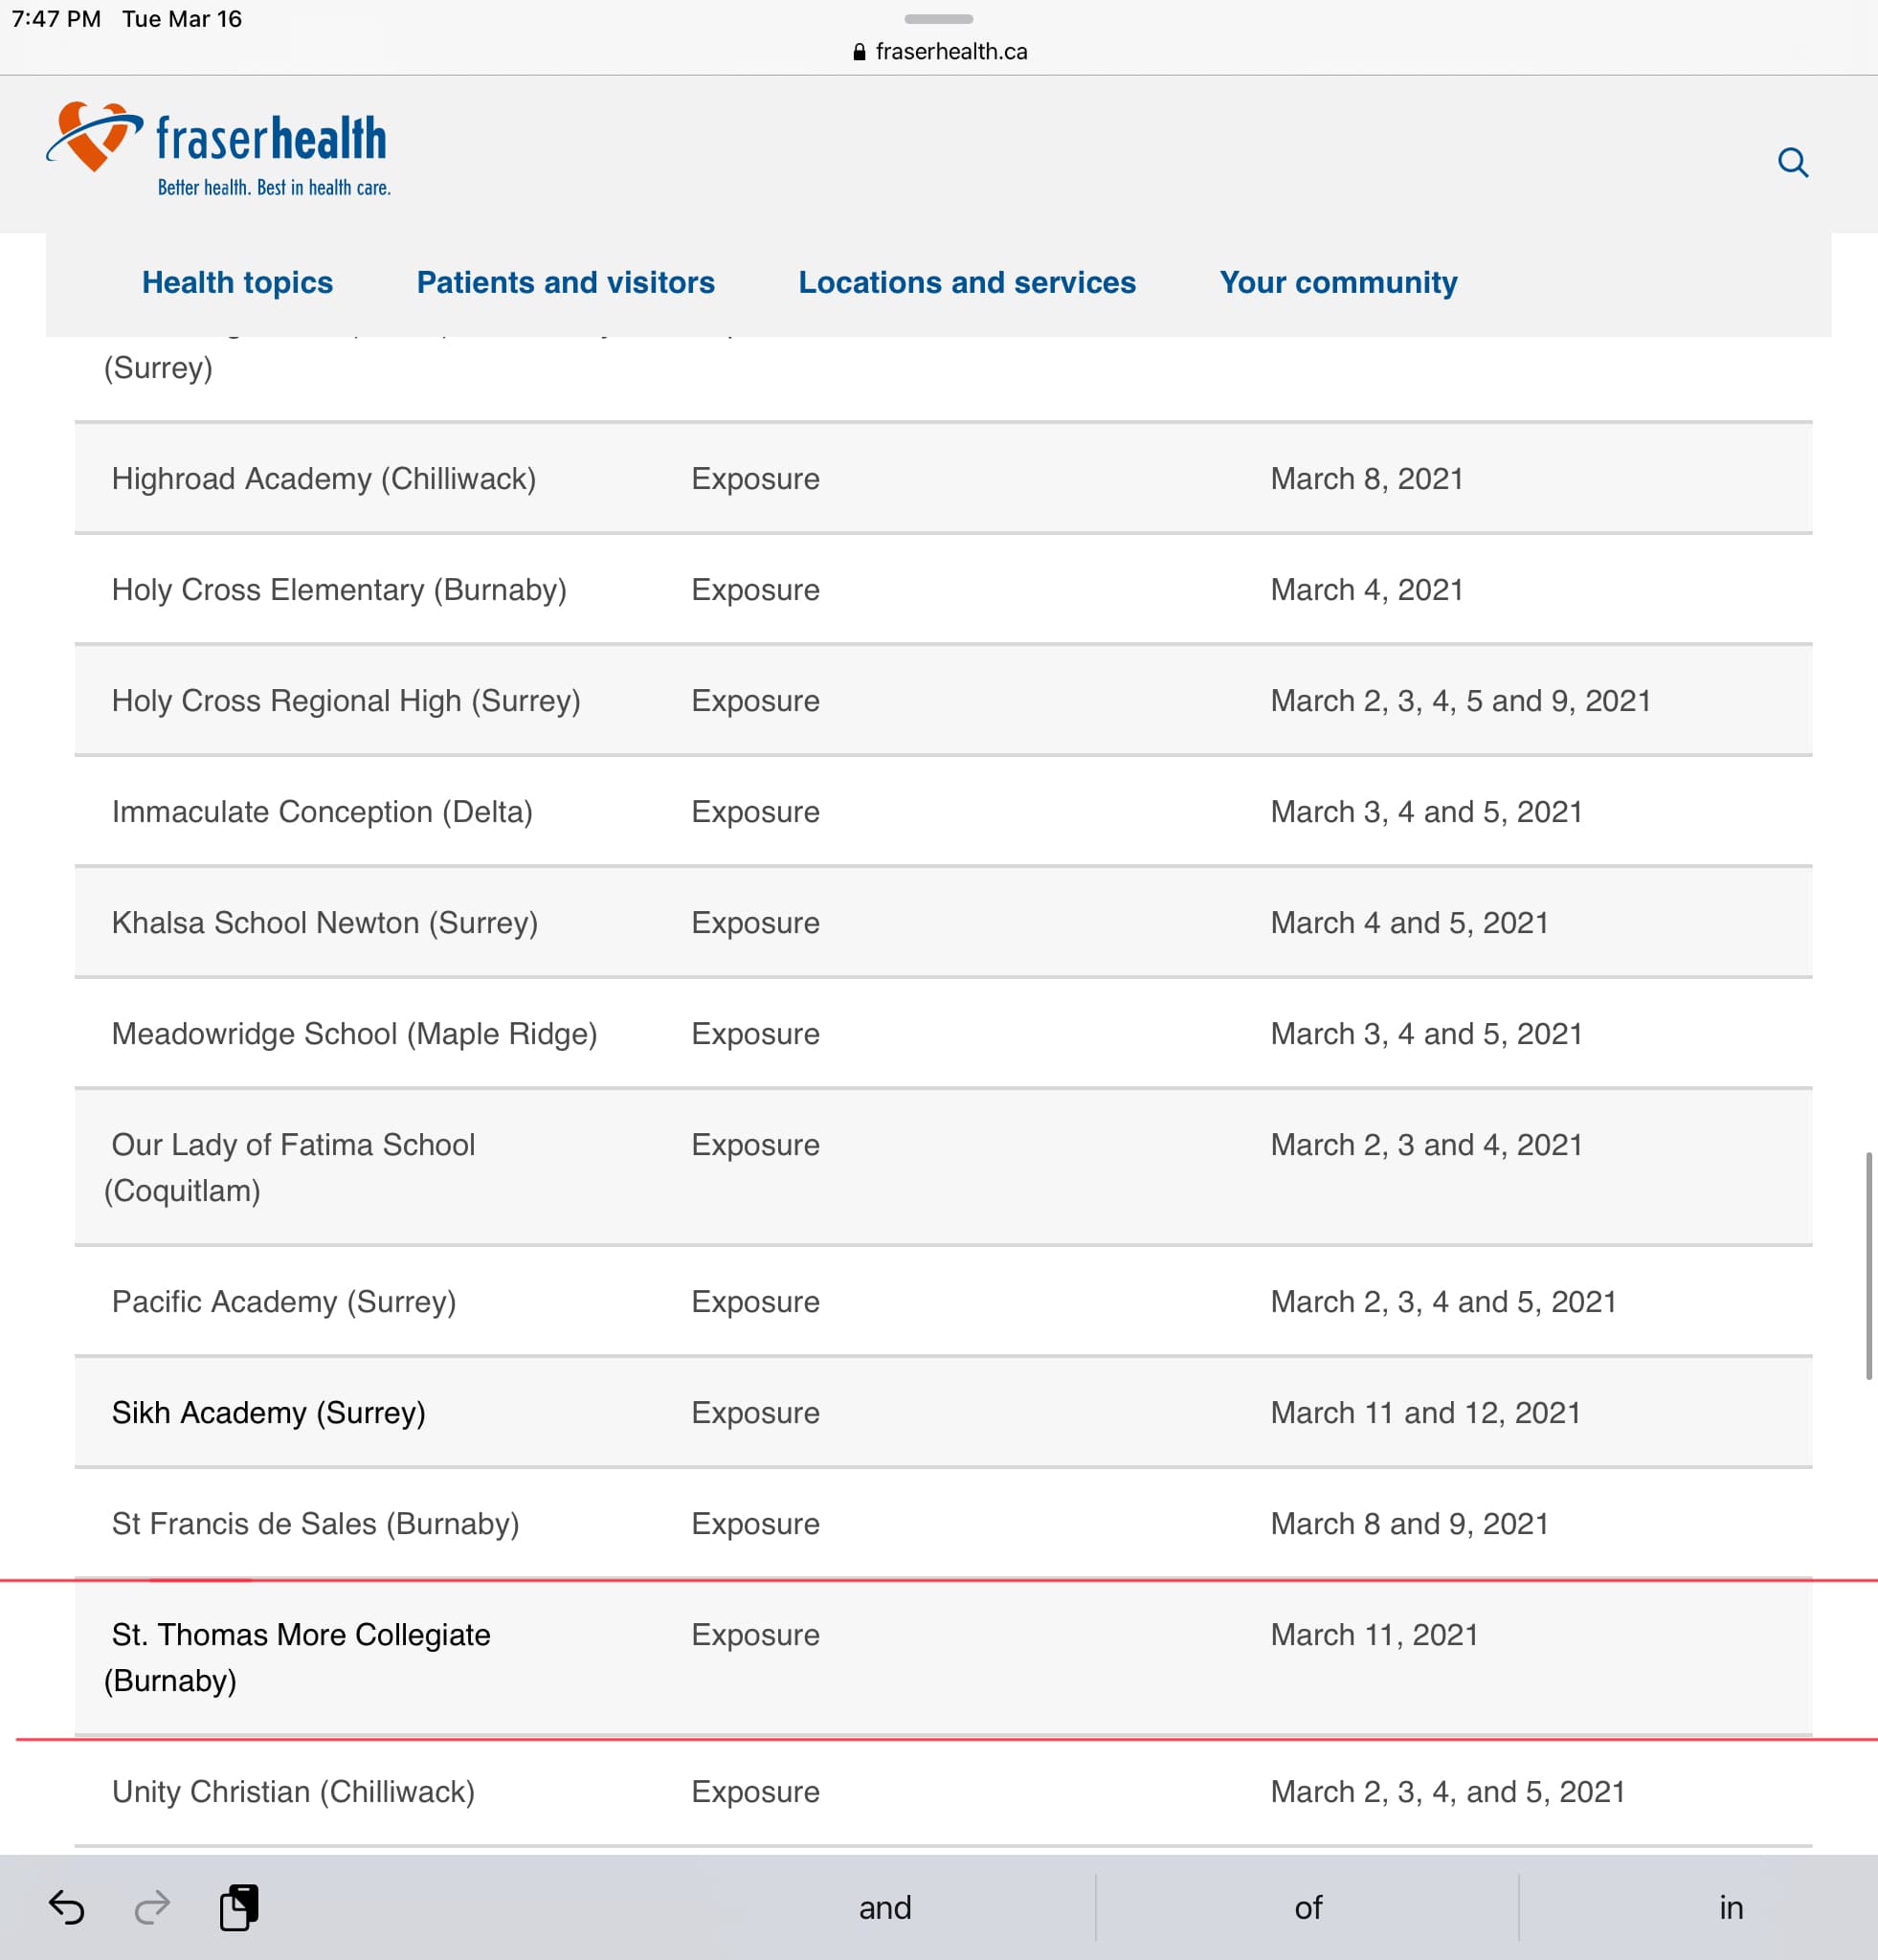 7:47 PM Tue Mar 16
fraserhealth.ca
fraserhealth
Better health. Best in health care.
Health topics Patients and visitors Locations and services Your community
(Surrey)
Highroad Academy (Chilliwack) Exposure March 8, 2021
Holy Cross Elementary (Burnaby) Exposure March 4, 2021
Holy Cross Regional High (Surrey) Exposure March 2, 3, 4, 5 and 9, 2021
Immaculate Conception (Delta) Exposure March 3, 4 and 5, 2021
Khalsa School Newton (Surrey) Exposure March 4 and 5, 2021
Meadowridge School (Maple Ridge) Exposure March 3, 4 and 5, 2021
Our Lady of Fatima School Exposure March 2, 3 and 4, 2021
(Coquitlam)
Pacific Academy (Surrey) Exposure March 2, 3, 4 and 5, 2021
Sikh Academy (Surrey) Exposure March 11 and 12, 2021
St Francis de Sales (Burnaby) Exposure March 8 and 9, 2021
St. Thomas More Collegiate Exposure March 11, 2021
(Burnaby)
Unity Christian (Chilliwack) Exposure March 2, 3, 4, and 5, 2021
and of in